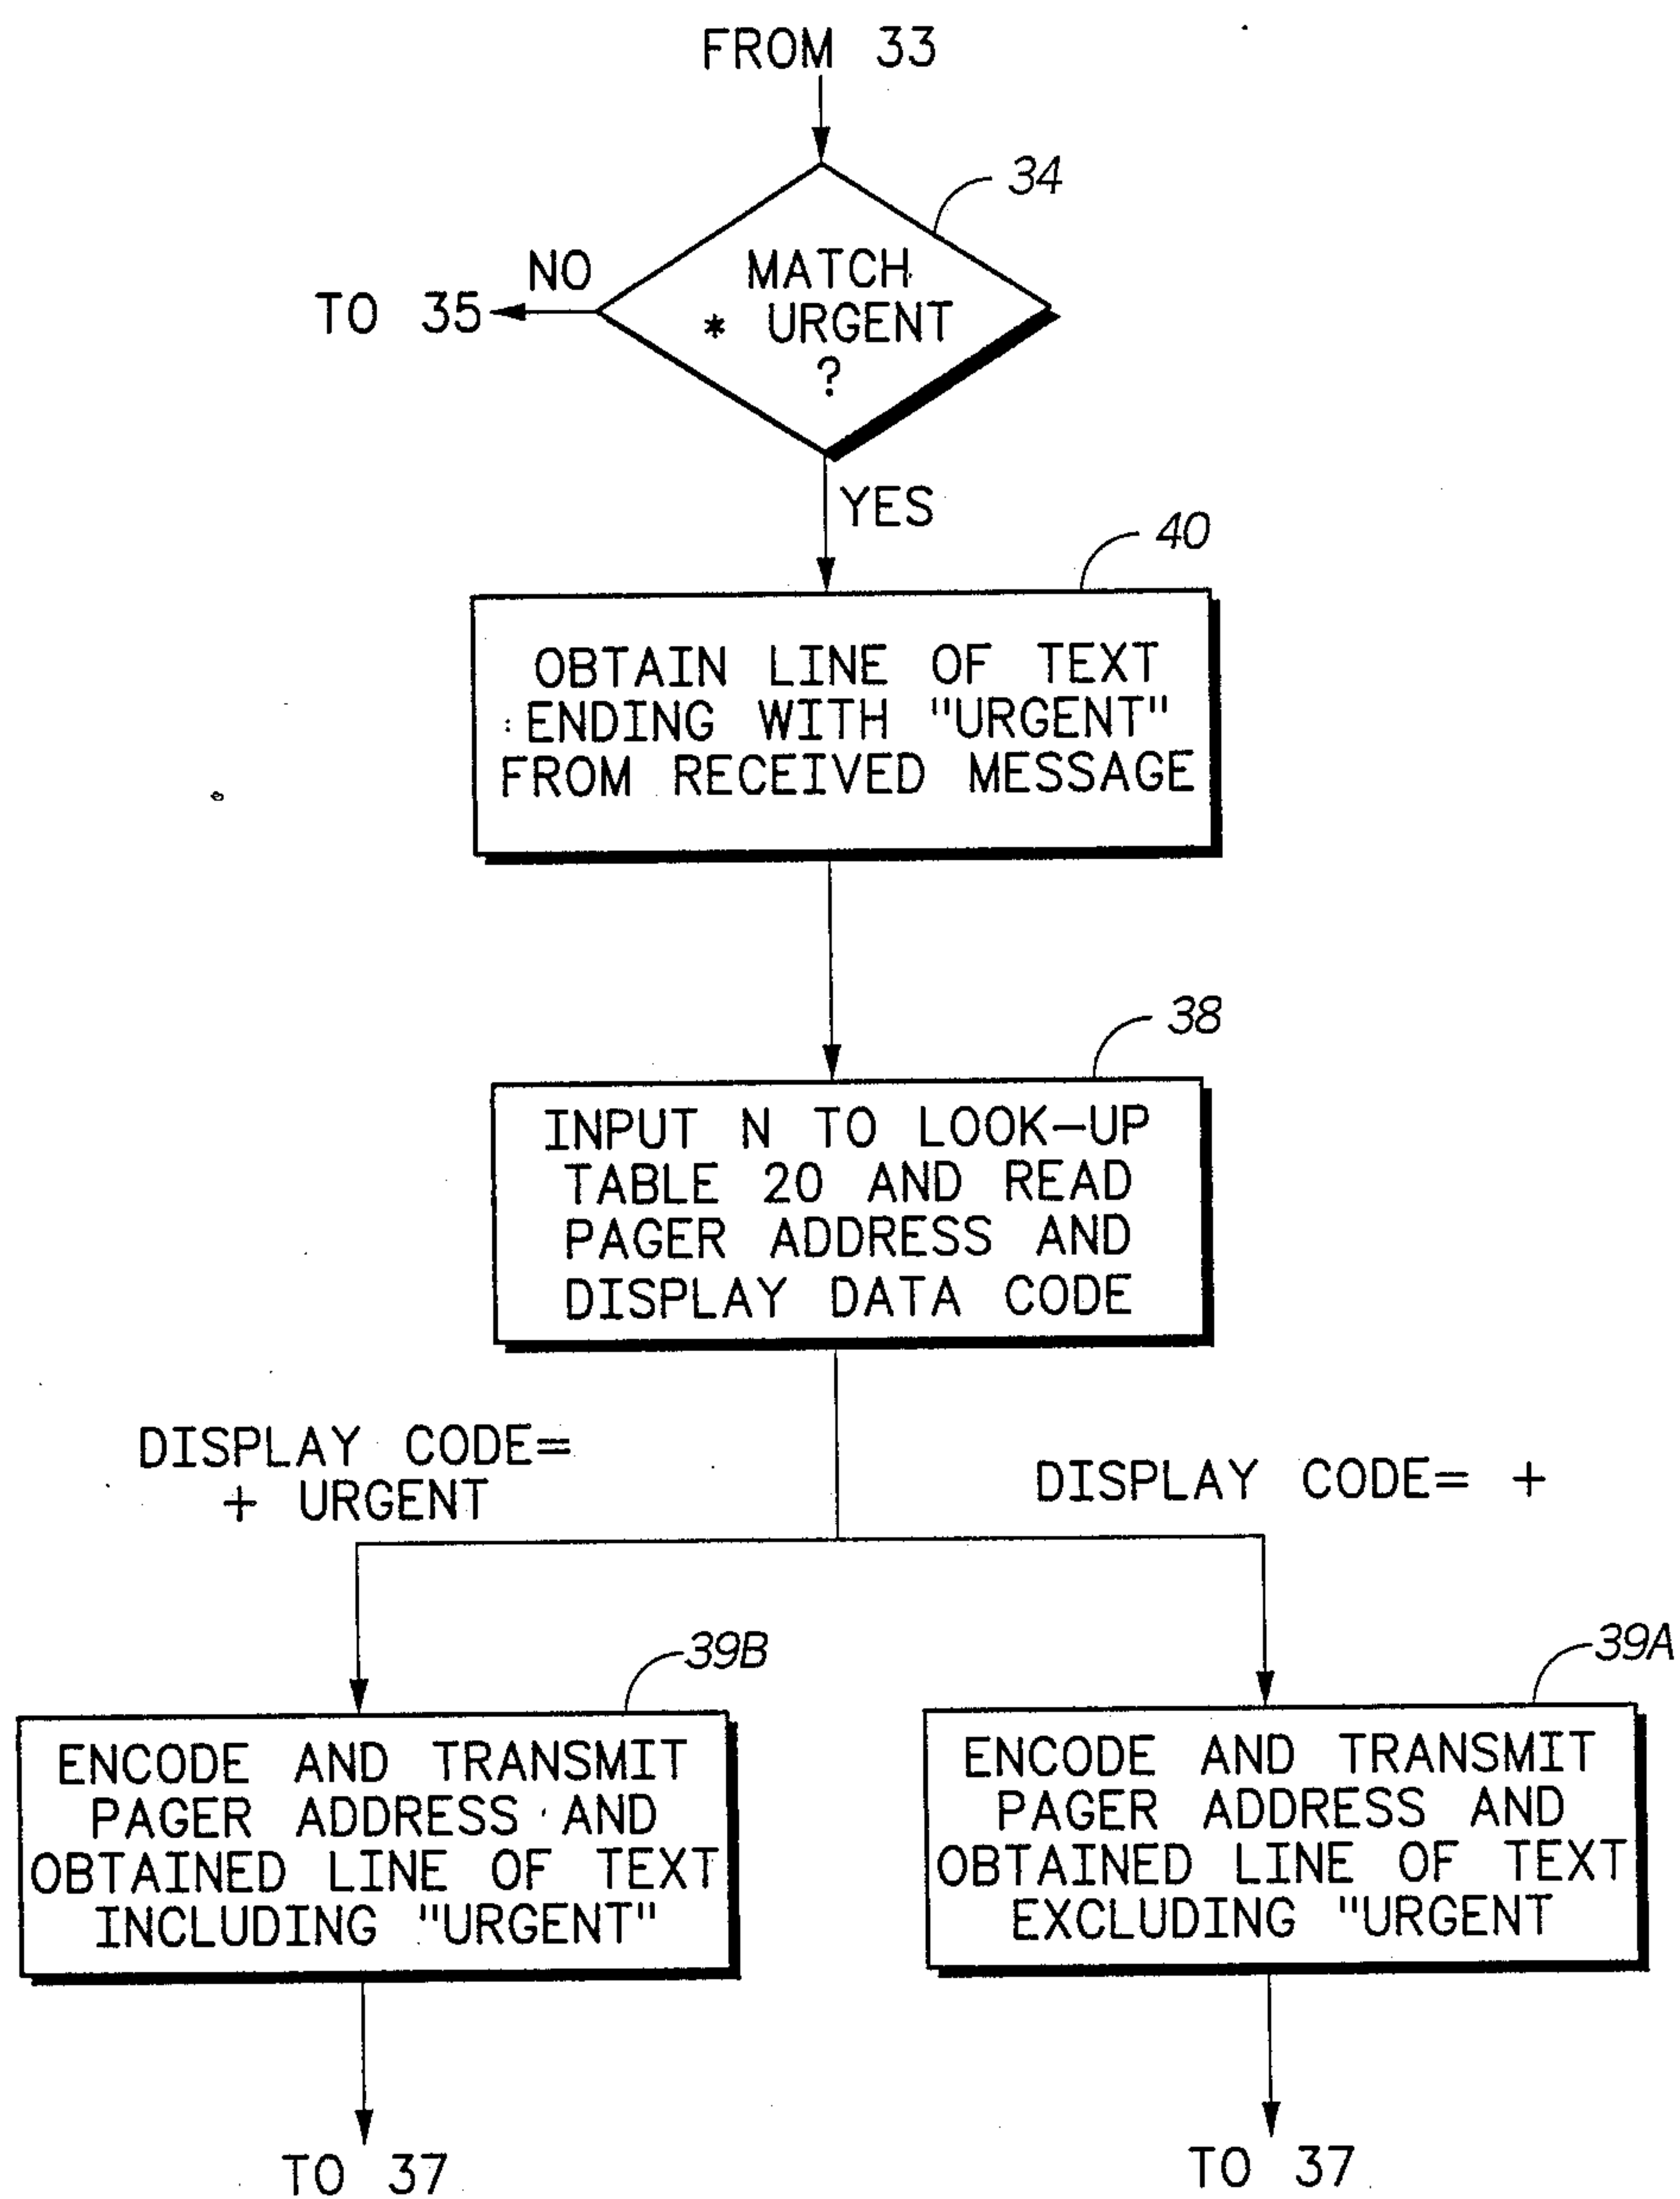 FROM 33
34
MATCH
* URGENT
?
NO
TO 35
YES
40
OBTAIN LINE OF TEXT
ENDING WITH "URGENT"
FROM RECEIVED MESSAGE
38
INPUT N TO LOOK-UP
TABLE 20 AND READ
PAGER ADDRESS AND
DISPLAY DATA CODE
DISPLAY CODE=
+ URGENT
DISPLAY CODE= +
39B
ENCODE AND TRANSMIT
PAGER ADDRESS AND
OBTAINED LINE OF TEXT
INCLUDING "URGENT"
39A
ENCODE AND TRANSMIT
PAGER ADDRESS AND
OBTAINED LINE OF TEXT
EXCLUDING "URGENT
TO 37
TO 37